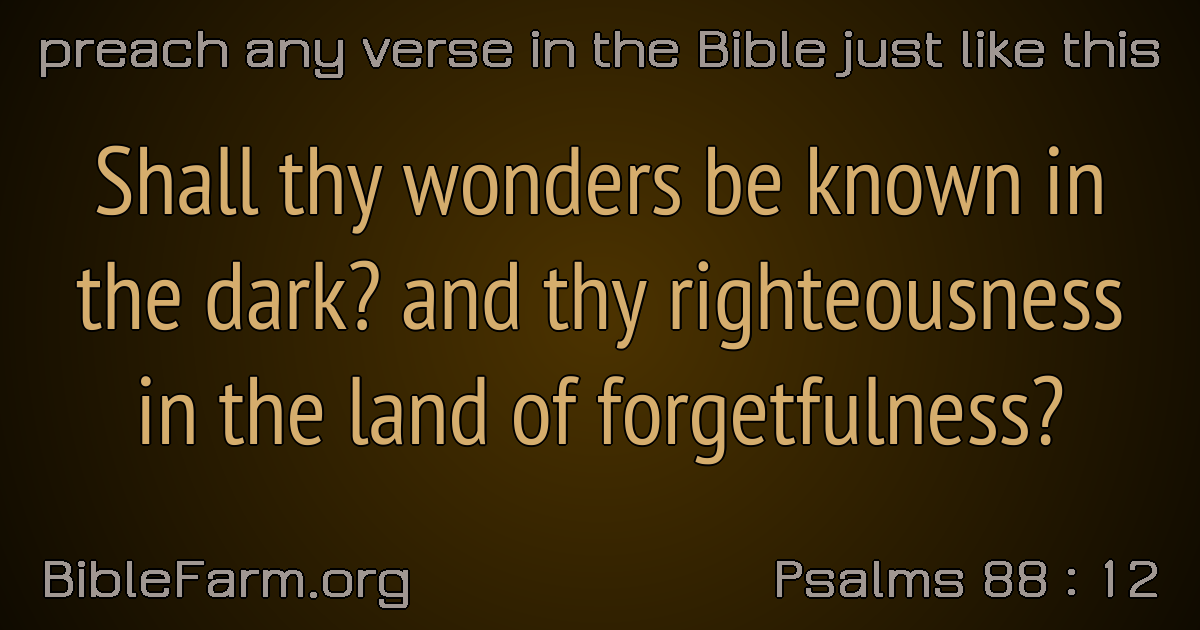 preach any verse in the Bible just like this
Shall thy wonders be known in
the dark? and thy righteousness
in the land of forgetfulness?
BibleFarm.org
Psalms 88 : 12